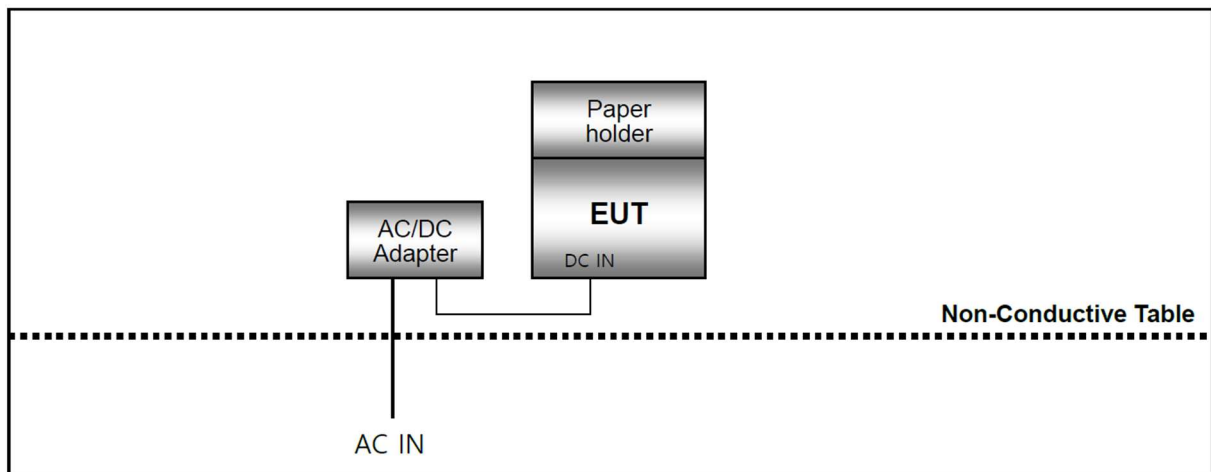 Paper
holder
EUT
DC IN
AC/DC
Adapter
Non-Conductive Table
AC IN